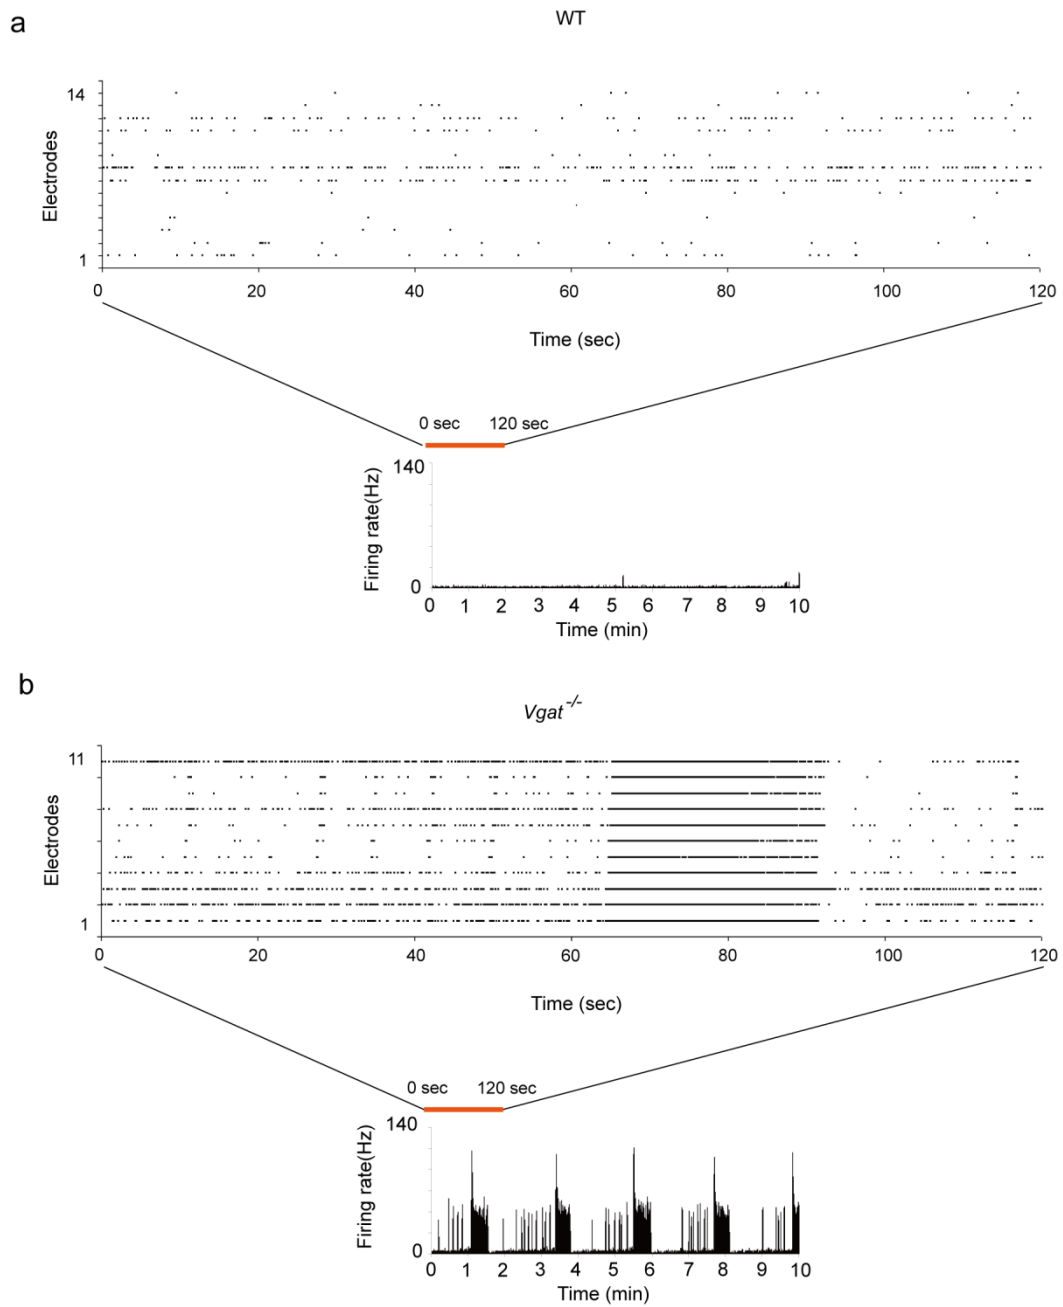 a
WT
14
Electrodes
1
0 20 40 60 80 100 120
Time (sec)
0 sec 120 sec
140
Firing rate(Hz)
0
0 1 2 3 4 5 6 7 8 9 10
Time (min)
b
Vgat-/-
11
Electrodes
1
0 20 40 60 80 100 120
Time (sec)
0 sec 120 sec
140
Firing rate(Hz)
0
0 1 2 3 4 5 6 7 8 9 10
Time (min)